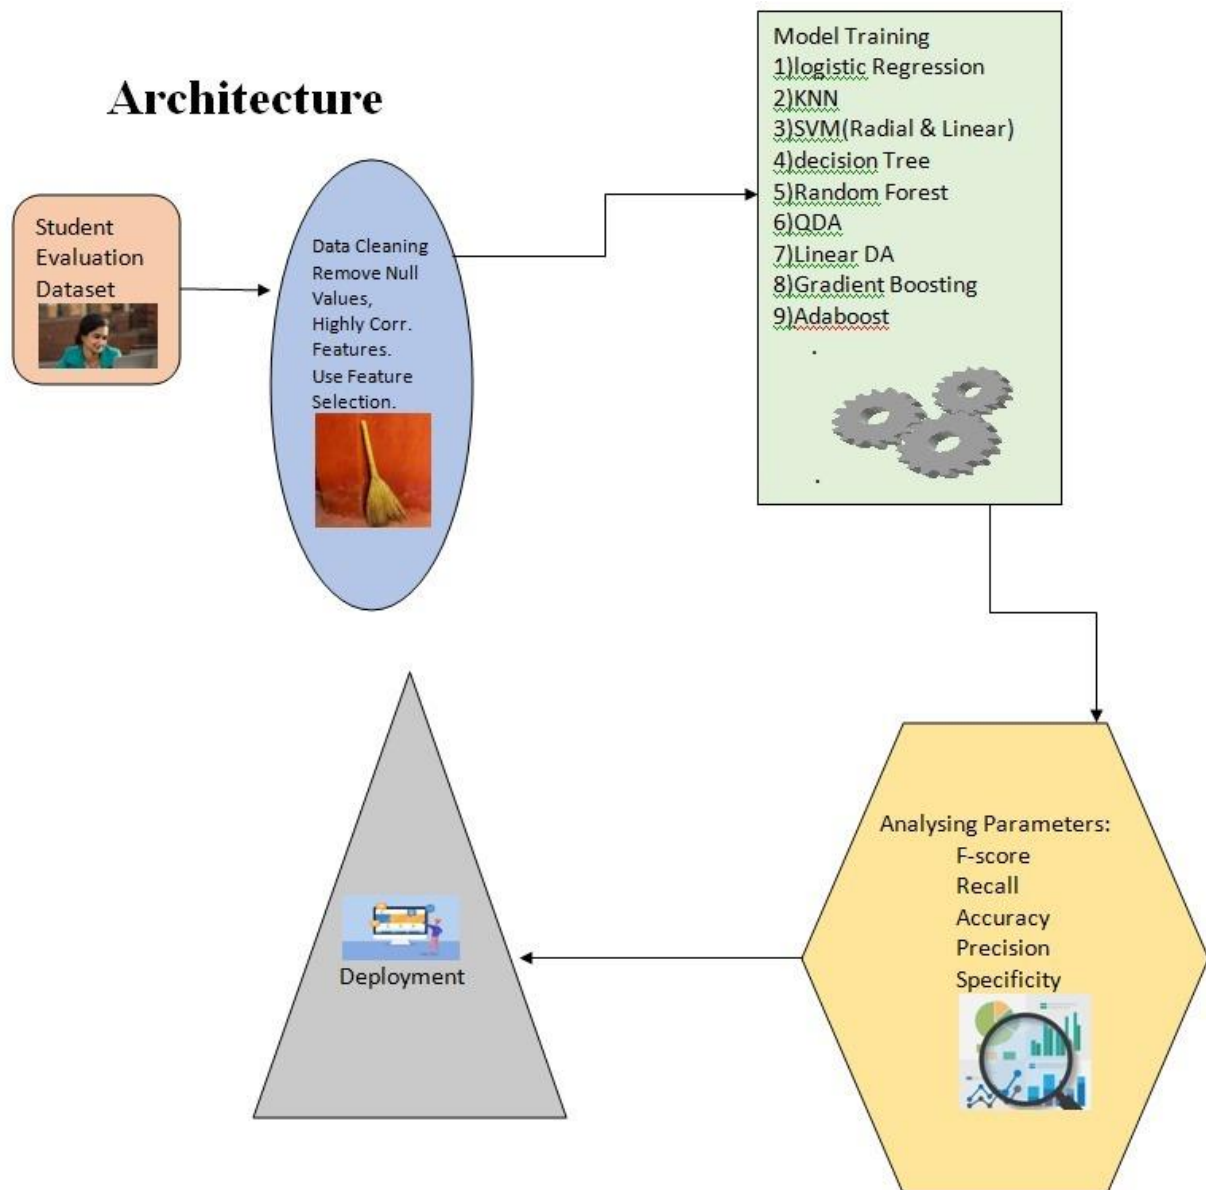 Architecture
Student
Evaluation
Dataset
Data Cleaning
Remove Null
Values,
Highly Corr.
Features.
Use Feature
Selection.
Model Training
1)logistic Regression
2)KNN
3)SVM(Radial & Linear)
4)decision Tree
5)Random Forest
6)QDA
7)Linear DA
8)Gradient Boosting
9)Adaboost
Analysing Parameters:
F-score
Recall
Accuracy
Precision
Specificity
Deployment